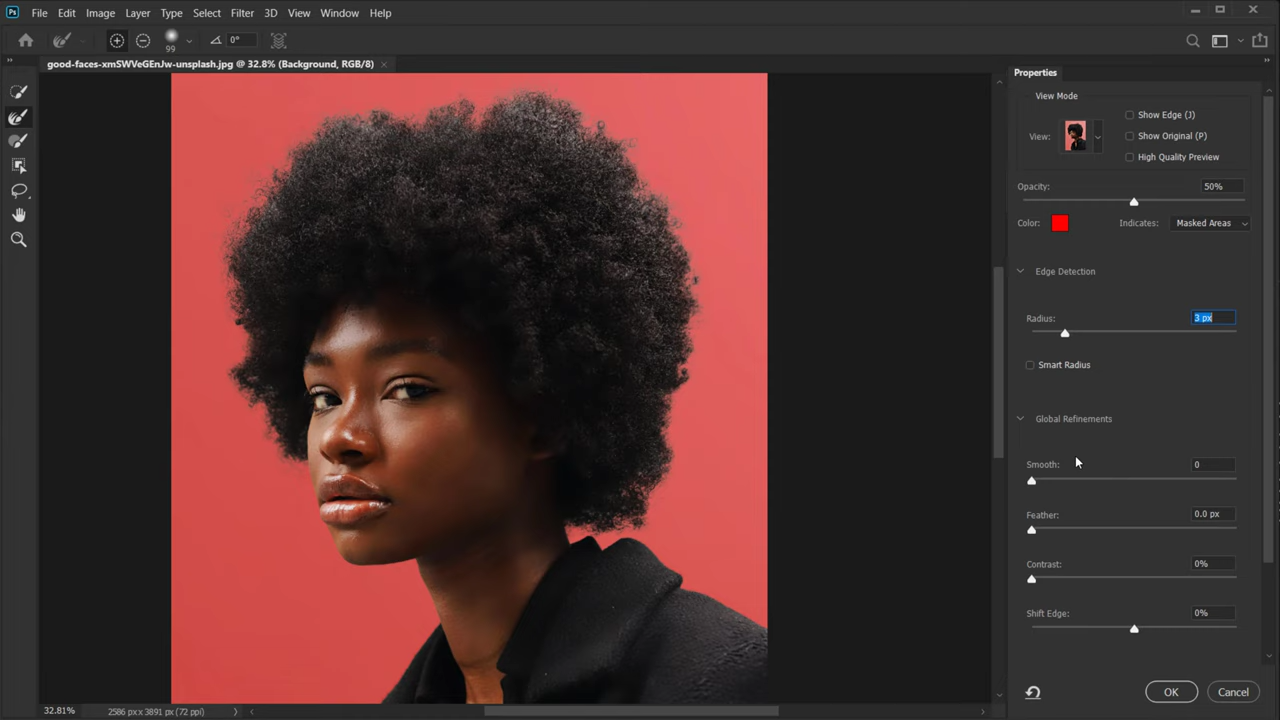 Ps File Edit Image Layer Type Select Filter 3D View Window Help
99 0°
good-faces-xmSWVeGEnJw-unsplash.jpg @ 32.8% (Background, RGB/8)
Properties
View Mode
View:
Show Edge (J)
Show Original (P)
High Quality Preview
Opacity: 50%
Color: Indicates: Masked Areas
Edge Detection
Radius: 3 px
Smart Radius
Global Refinements
Smooth: 0
Feather: 0.0 px
Contrast: 0%
Shift Edge: 0%
OK Cancel
32.81% 2586 px x 3891 px (72 ppi)